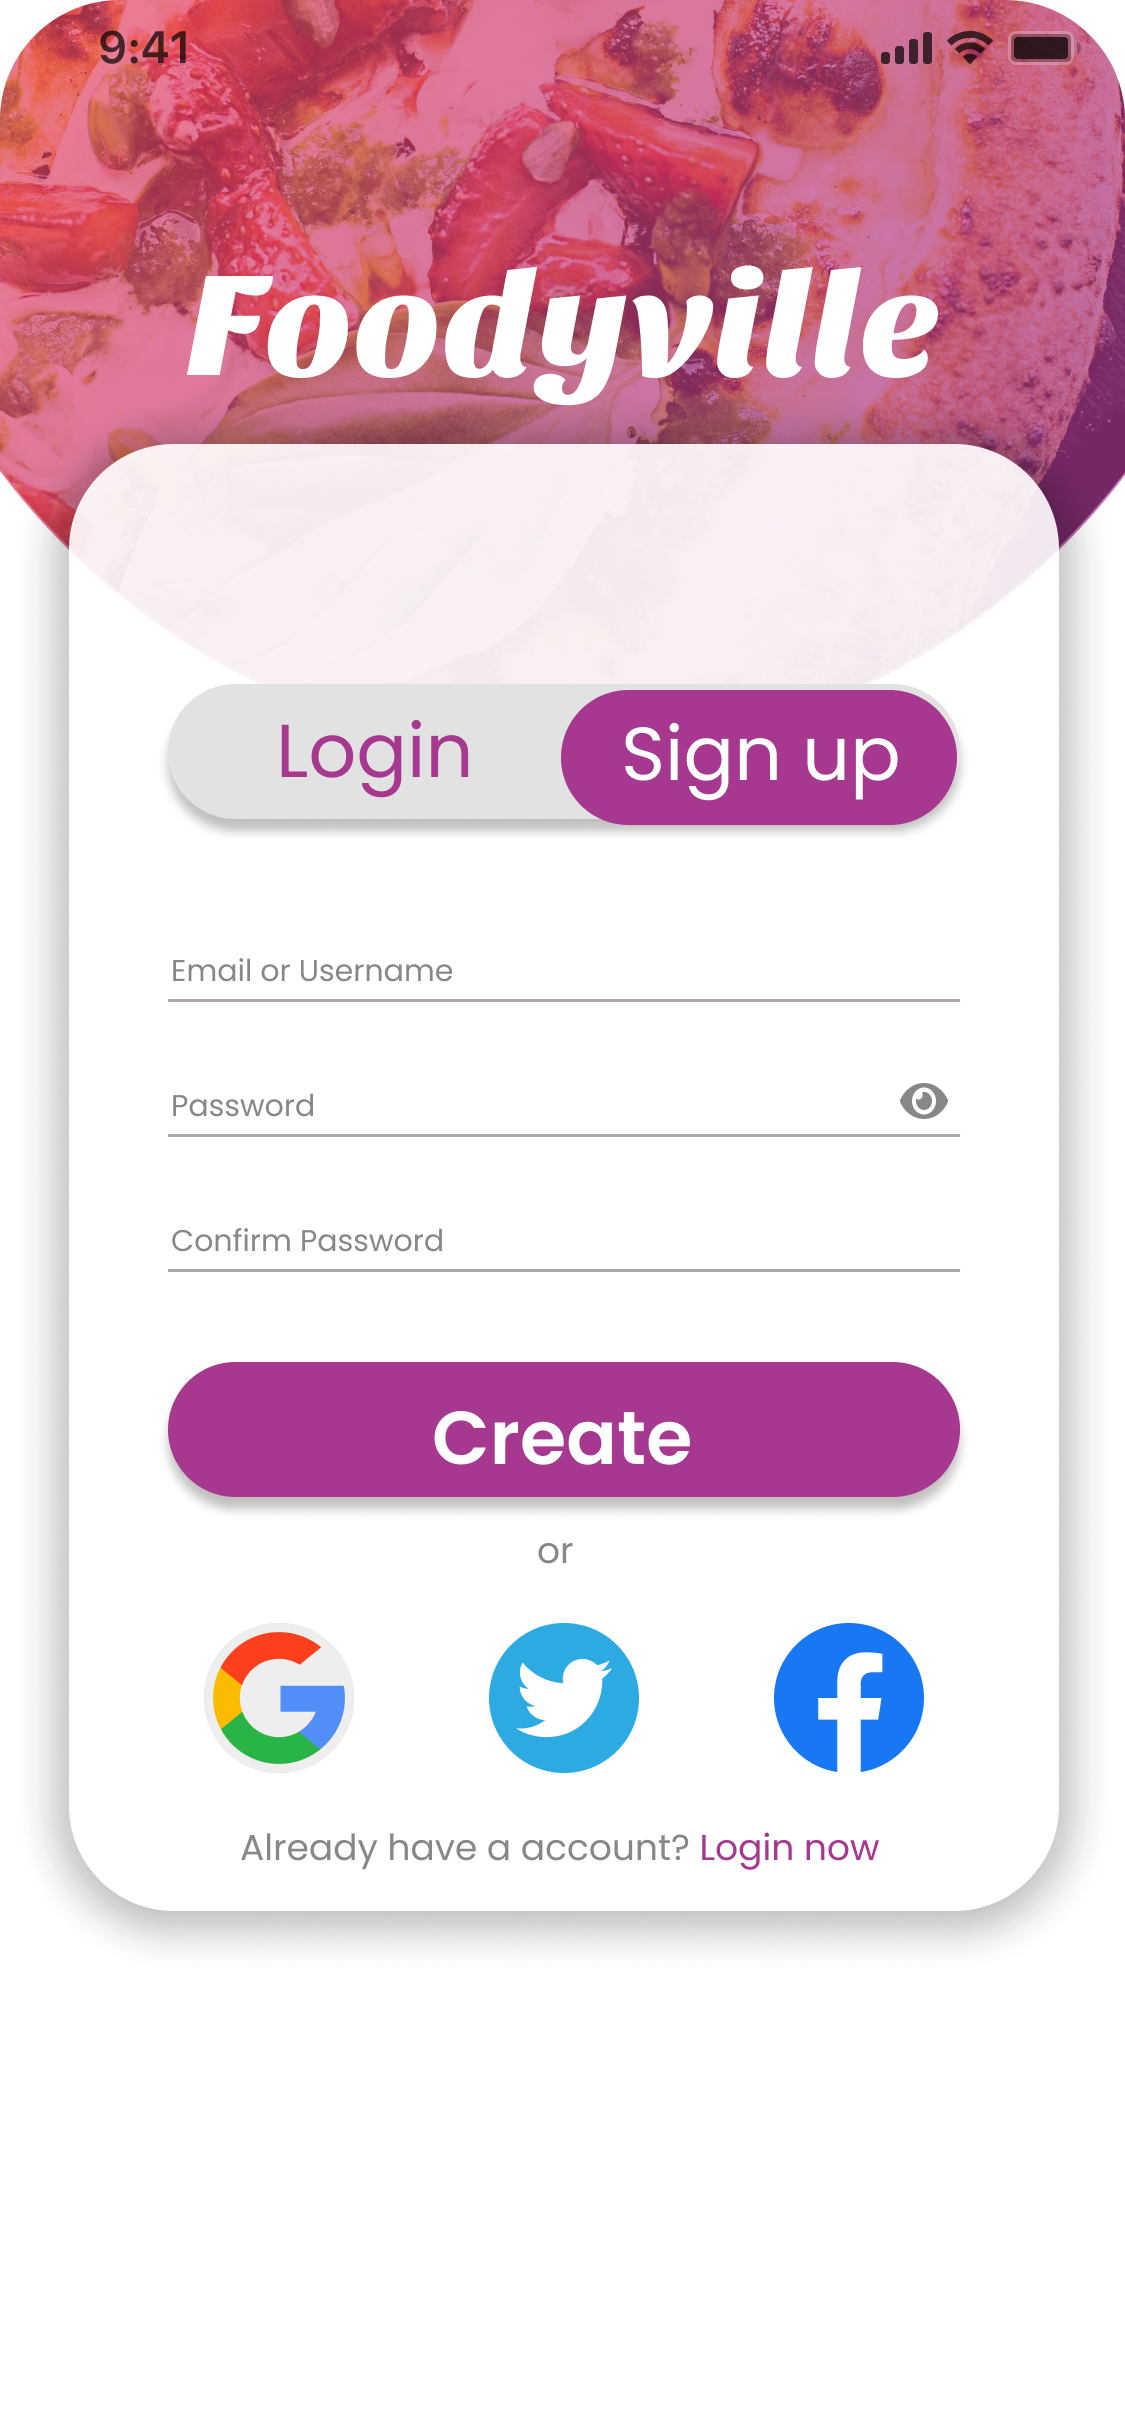 9:41
Foodyville
Login
Sign up
Email or Username
Password
Confirm Password
Create
or
Already have a account? Login now